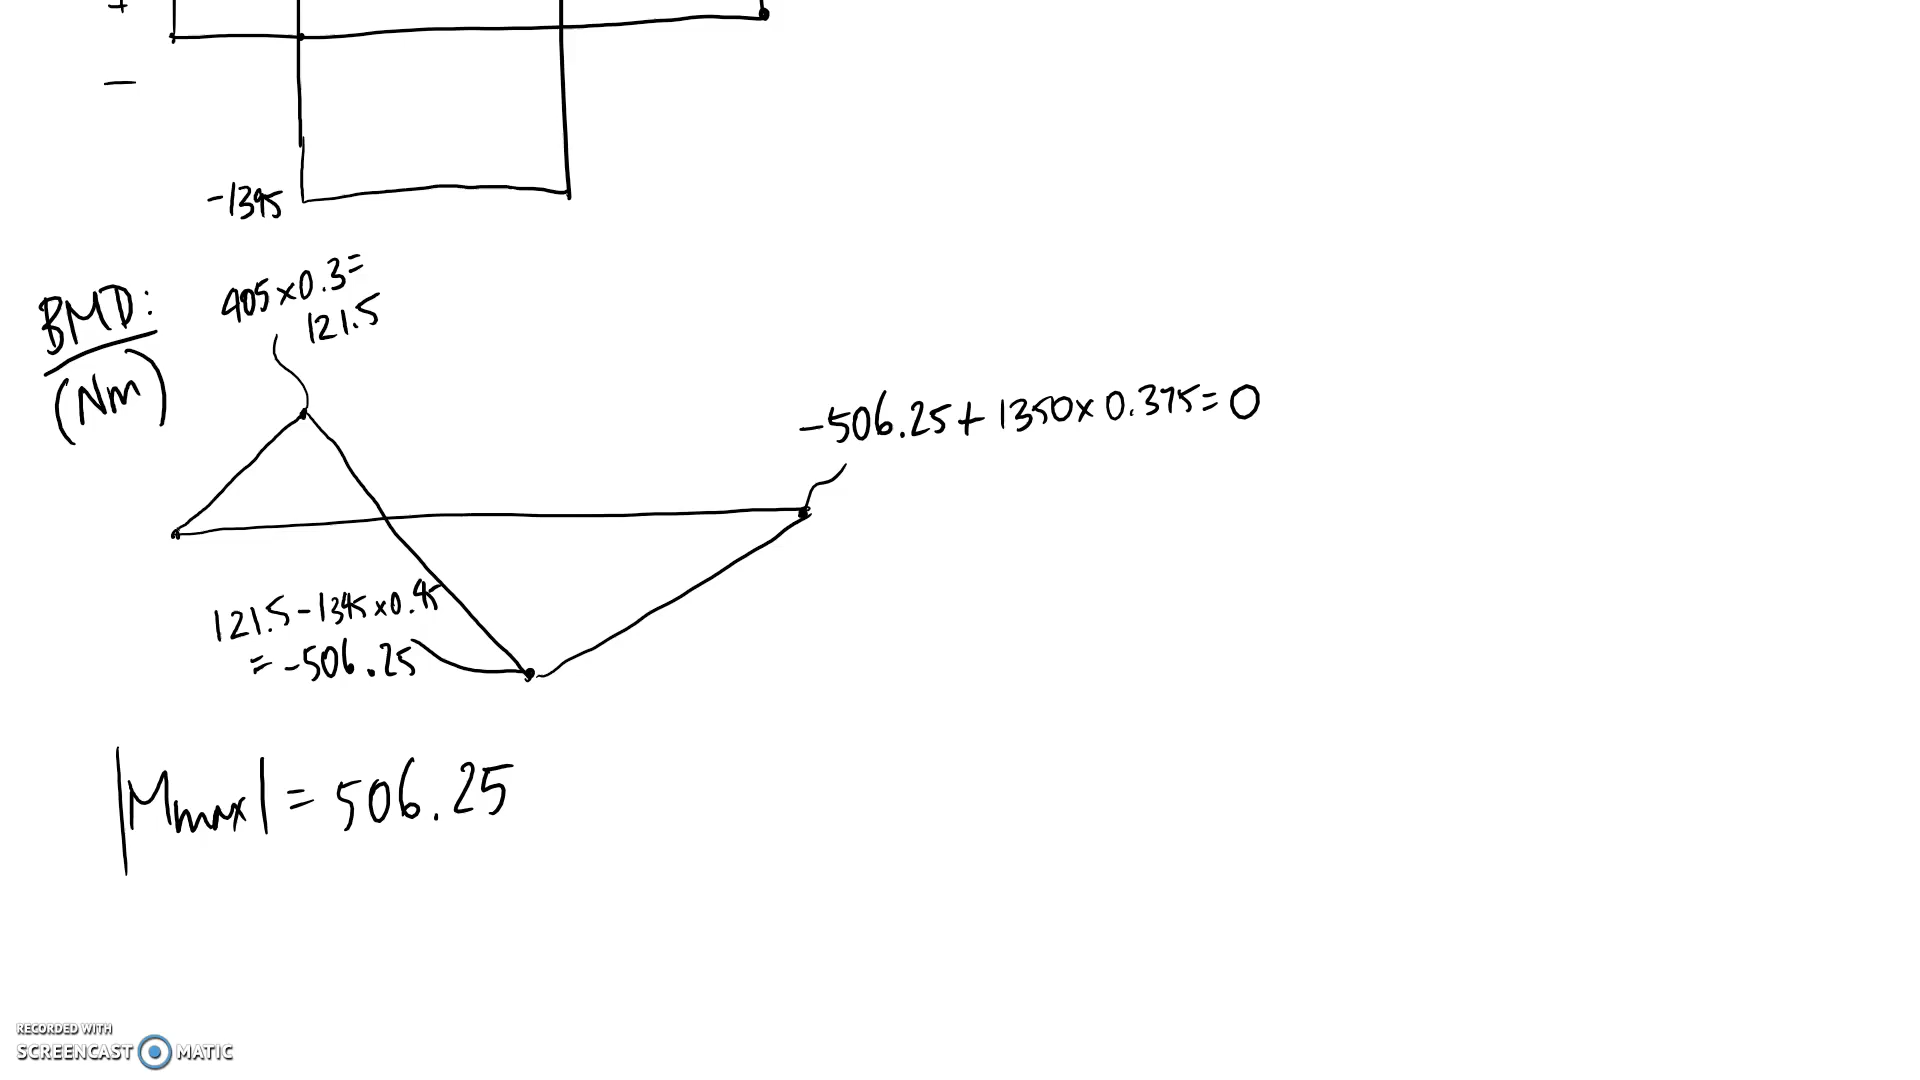 +
−
-1395
405×0.3=
121.5
BMD:
(Nm)
-506.25+1350×0.375=0
121.5-1395×0.45
=-506.25
|Mmax|=506.25
RECORDED WITH
SCREENCAST MATIC